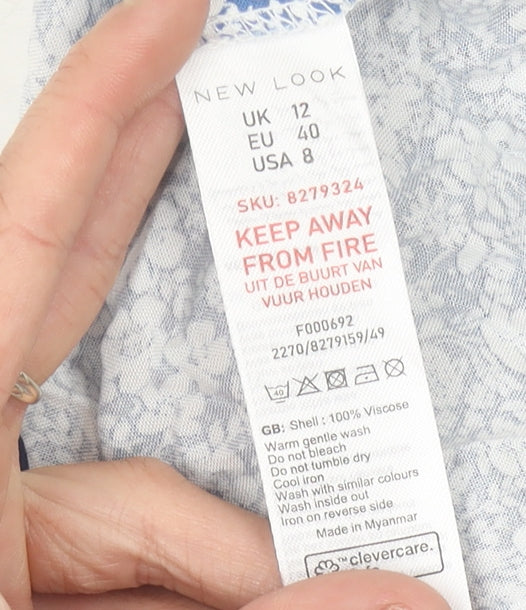 NEW LOOK
UK 12
EU 40
USA 8
SKU: 8279324
KEEP AWAY
FROM FIRE
UIT DE BUURT VAN
VUUR HOUDEN
F000692
2270/8279159/49
40
GB: Shell : 100% Viscose
Warm gentle wash
Do not bleach
Do not tumble dry
Cool iron
Wash with similar colours
Wash inside out
Iron on reverse side
Made in Myanmar
™clevercare.